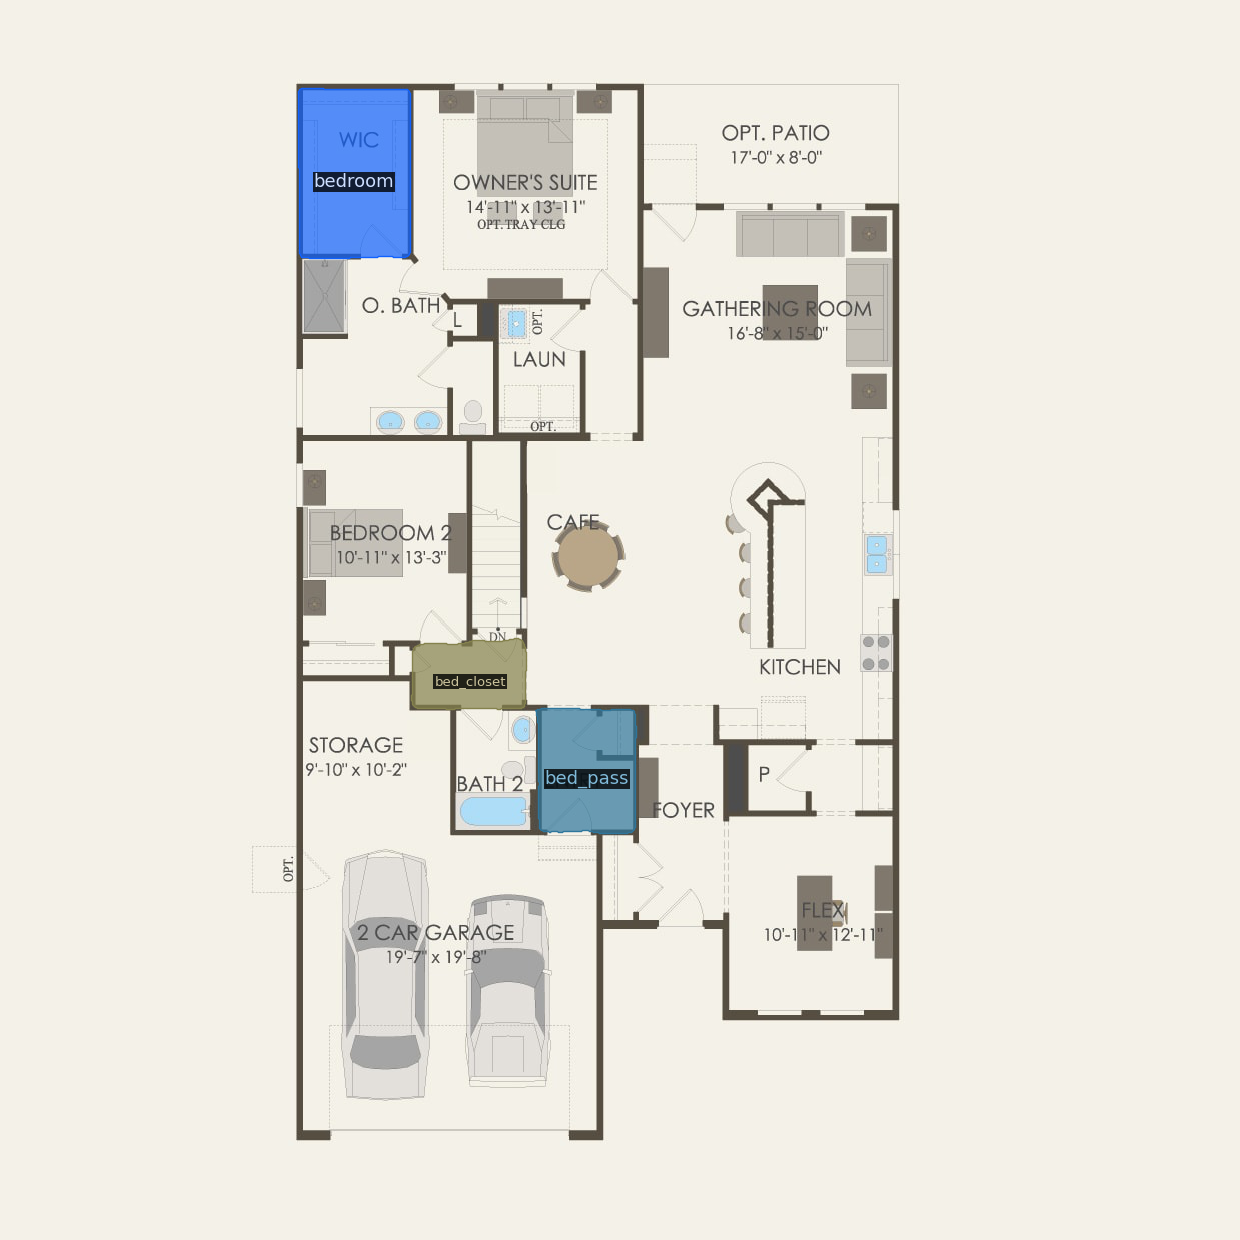 WIC
bedroom
OWNER'S SUITE
14'-11" x 13'-11"
OPT. TRAY CLG
OPT. PATIO
17'-0" x 8'-0"
O. BATH
L
OPT.
LAUN
OPT.
GATHERING ROOM
16'-8" x 15'-0"
BEDROOM 2
10'-11" x 13'-3"
CAFE
DN
KITCHEN
bed_closet
STORAGE
9'-10" x 10'-2"
BATH 2
bed_pass
FOYER
P
OPT.
2 CAR GARAGE
19'-7" x 19'-8"
FLEX
10'-11" x 12'-11"